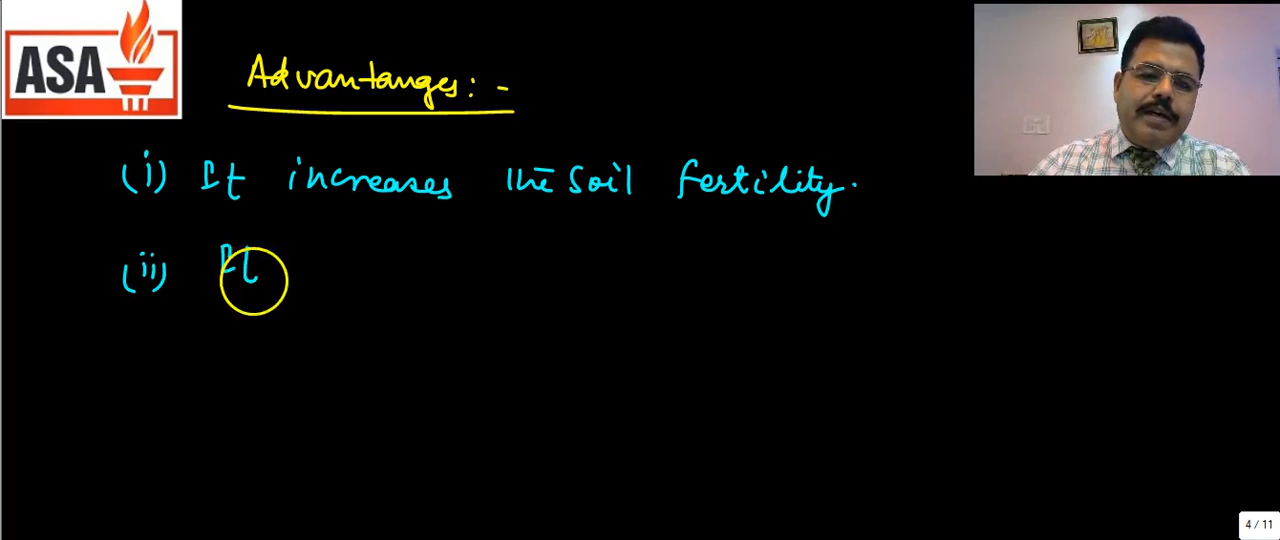 ASA
Advantanges:-
(i) It increases the soil fertility.
(ii) It
4 / 11